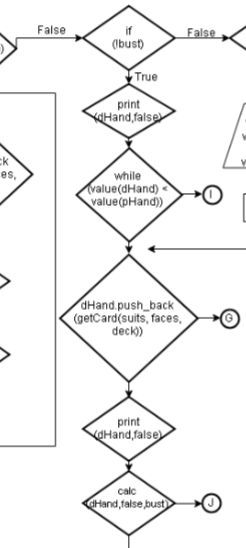 False
if
(!bust)
False
True
print
(dHand,false)
while
(value(dHand) <
value(pHand))
I
dHand.push_back
(getCard(suits, faces,
deck))
G
print
(dHand,false)
calc
(dHand,false,bust)
J